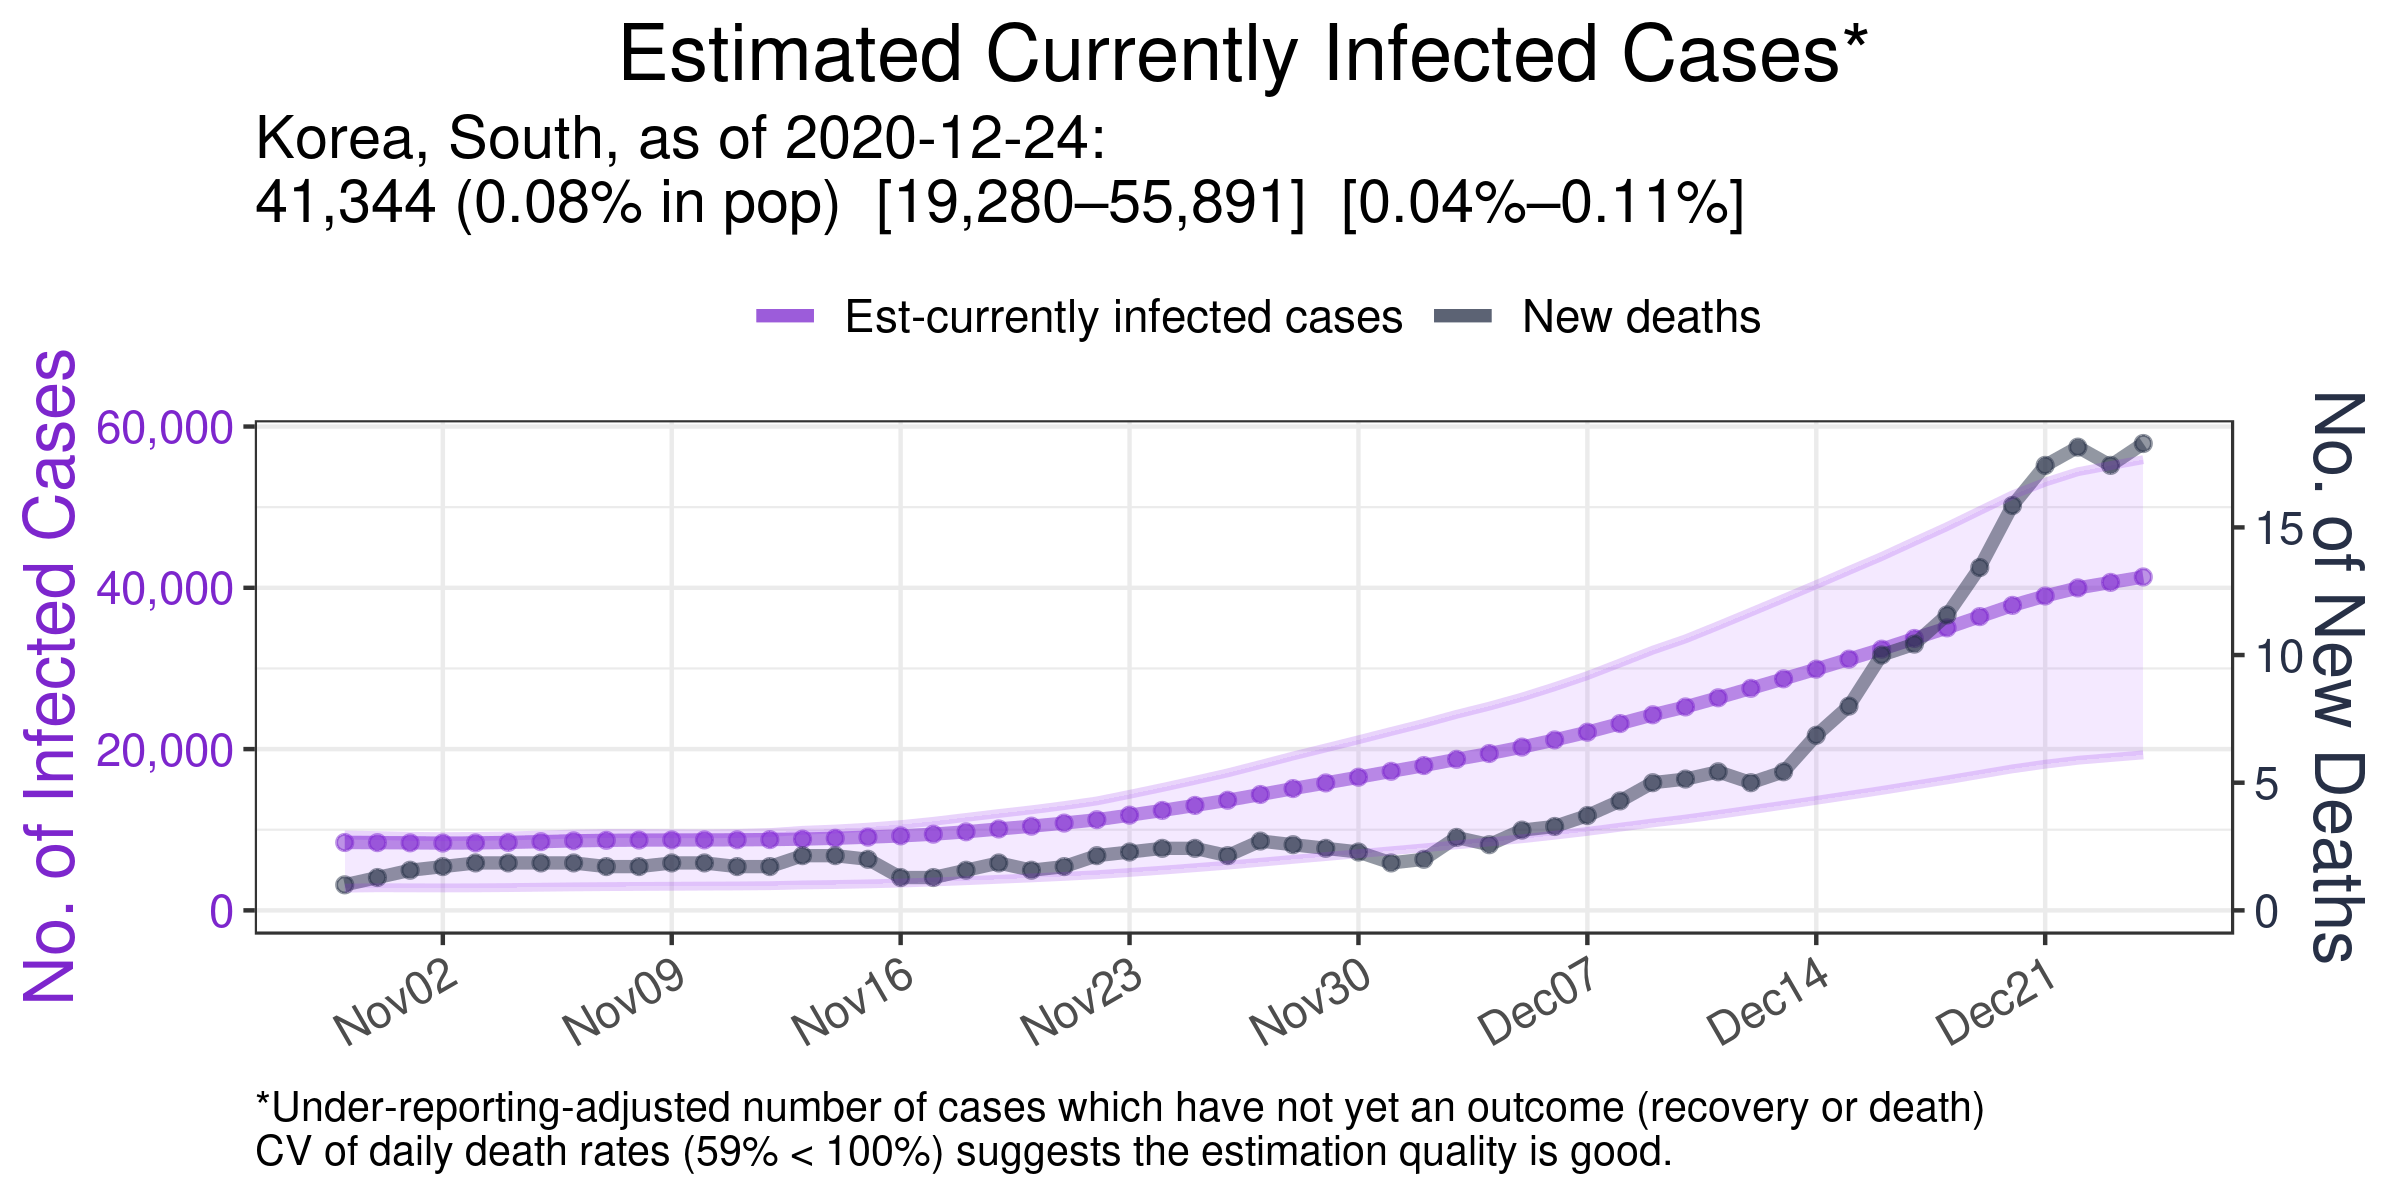 Estimated Currently Infected Cases*
Korea, South, as of 2020-12-24:
41,344 (0.08% in pop)  [19,280–55,891]  [0.04%–0.11%]
Est-currently infected cases
New deaths
No. of Infected Cases
60,000
40,000
20,000
0
No. of New Deaths
15
10
5
0
Nov02
Nov09
Nov16
Nov23
Nov30
Dec07
Dec14
Dec21
*Under-reporting-adjusted number of cases which have not yet an outcome (recovery or death)
CV of daily death rates (59% < 100%) suggests the estimation quality is good.